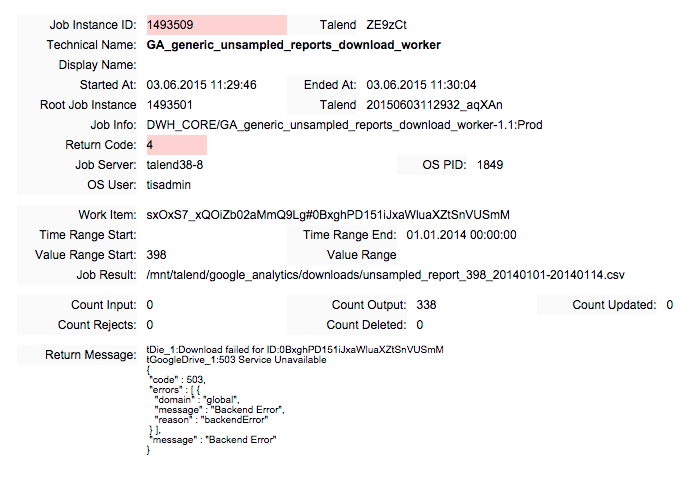 Job Instance ID: 1493509 Talend ZE9zCt
Technical Name: GA_generic_unsampled_reports_download_worker
Display Name:
Started At: 03.06.2015 11:29:46 Ended At: 03.06.2015 11:30:04
Root Job Instance 1493501 Talend 20150603112932_aqXAn
Job Info: DWH_CORE/GA_generic_unsampled_reports_download_worker-1.1:Prod
Return Code: 4
Job Server: talend38-8 OS PID: 1849
OS User: tisadmin
Work Item: sxOxS7_xQOiZb02aMmQ9Lg#0BxghPD151iJxaWluaXZtSnVUSmM
Time Range Start: Time Range End: 01.01.2014 00:00:00
Value Range Start: 398 Value Range
Job Result: /mnt/talend/google_analytics/downloads/unsampled_report_398_20140101-20140114.csv
Count Input: 0 Count Output: 338 Count Updated: 0
Count Rejects: 0 Count Deleted: 0
Return Message: tDie_1:Download failed for ID:0BxghPD151iJxaWluaXZtSnVUSmM
tGoogleDrive_1:503 Service Unavailable
{
"code" : 503,
"errors" : [ {
"domain" : "global",
"message" : "Backend Error",
"reason" : "backendError"
} ],
"message" : "Backend Error"
}